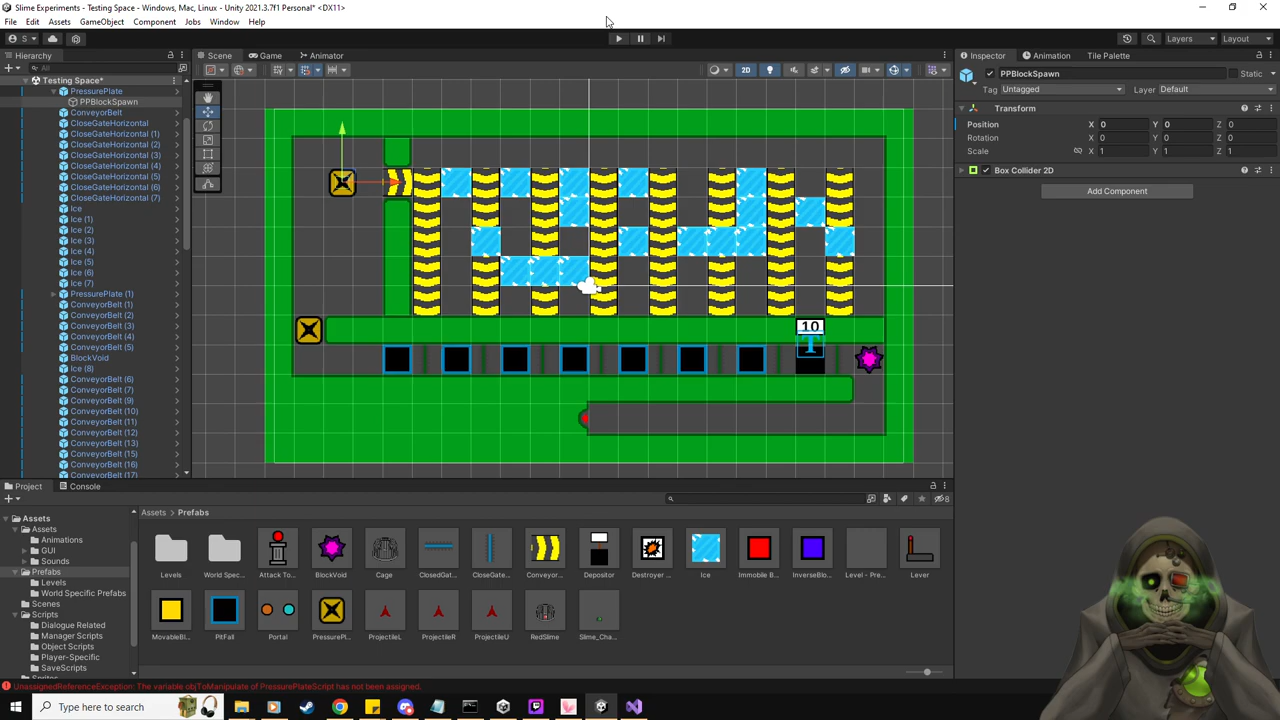 Slime Experiments - Testing Space - Windows, Mac, Linux - Unity 2021.3.7f1 Personal* <DX11>
File Edit Assets GameObject Component Jobs Window Help
S Layers Layout
Hierarchy Scene Game Animator Inspector Animation Tile Palette
All 2D PPBlockSpawn Static
Testing Space* Tag Untagged Layer Default
PressurePlate
PPBlockSpawn
ConveyorBelt
CloseGateHorizontal
CloseGateHorizontal (1)
CloseGateHorizontal (2)
CloseGateHorizontal (3)
CloseGateHorizontal (4)
CloseGateHorizontal (5)
CloseGateHorizontal (6)
CloseGateHorizontal (7)
Ice
Ice (1)
Ice (2)
Ice (3)
Ice (4)
Ice (5)
Ice (6)
Ice (7)
PressurePlate (1)
ConveyorBelt (1)
ConveyorBelt (2)
ConveyorBelt (3)
ConveyorBelt (4)
ConveyorBelt (5)
BlockVoid
Ice (8)
ConveyorBelt (6)
ConveyorBelt (7)
ConveyorBelt (9)
ConveyorBelt (10)
ConveyorBelt (11)
ConveyorBelt (12)
ConveyorBelt (13)
ConveyorBelt (15)
ConveyorBelt (16)
ConveyorBelt (17)
10
T
Transform
Position X 0 Y 0 Z 0
Rotation X 0 Y 0 Z 0
Scale X 1 Y 1 Z 1
Box Collider 2D
Add Component
Project Console
8
Assets
Assets
Animations
GUI
Sounds
Prefabs
Levels
World Specific Prefabs
Scenes
Scripts
Dialogue Related
Manager Scripts
Object Scripts
Player-Specific
SaveScripts
Assets > Prefabs
Levels World Spec... Attack To... BlockVoid Cage ClosedGat... CloseGate... Conveyor... Depositor Destroyer ... Ice Immobile B... InverseBlo... Level - Pre... Lever
MovableBl... PitFall Portal PressurePl... ProjectileL ProjectileR ProjectileU RedSlime Slime_Cha...
UnassignedReferenceException: The variable objToManipulate of PressurePlateScript has not been assigned.
Type here to search